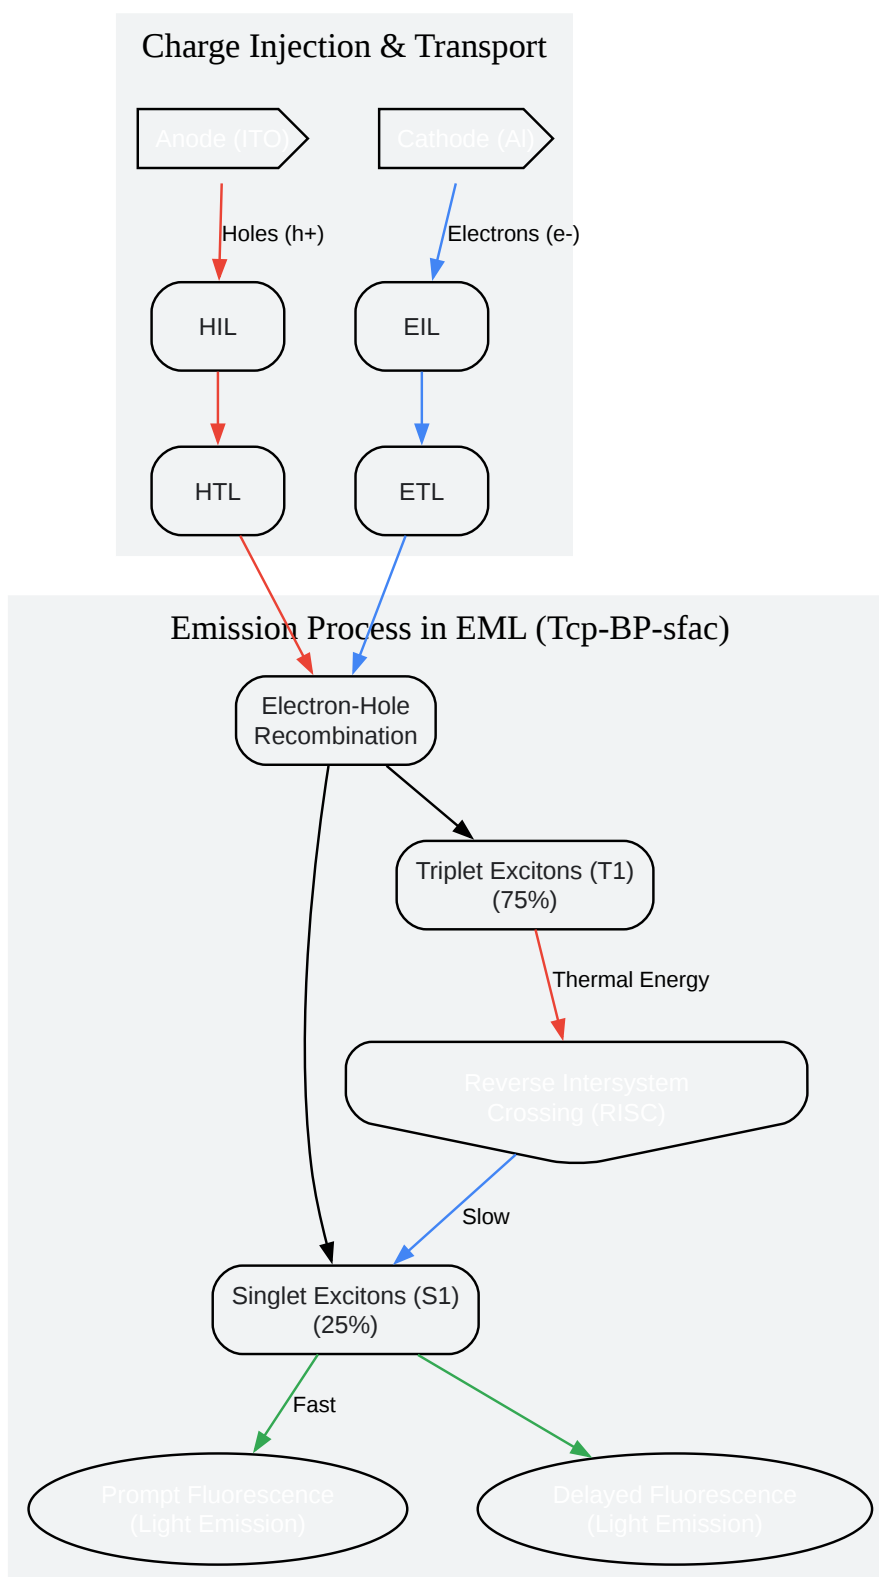 Charge Injection & Transport
Anode (ITO)
Cathode (Al)
Holes (h+)
Electrons (e-)
HIL
EIL
HTL
ETL
Emission Process in EML (Tcp-BP-sfac)
Electron-Hole
Recombination
Triplet Excitons (T1)
(75%)
Thermal Energy
Reverse Intersystem
Crossing (RISC)
Slow
Singlet Excitons (S1)
(25%)
Fast
Prompt Fluorescence
(Light Emission)
Delayed Fluorescence
(Light Emission)